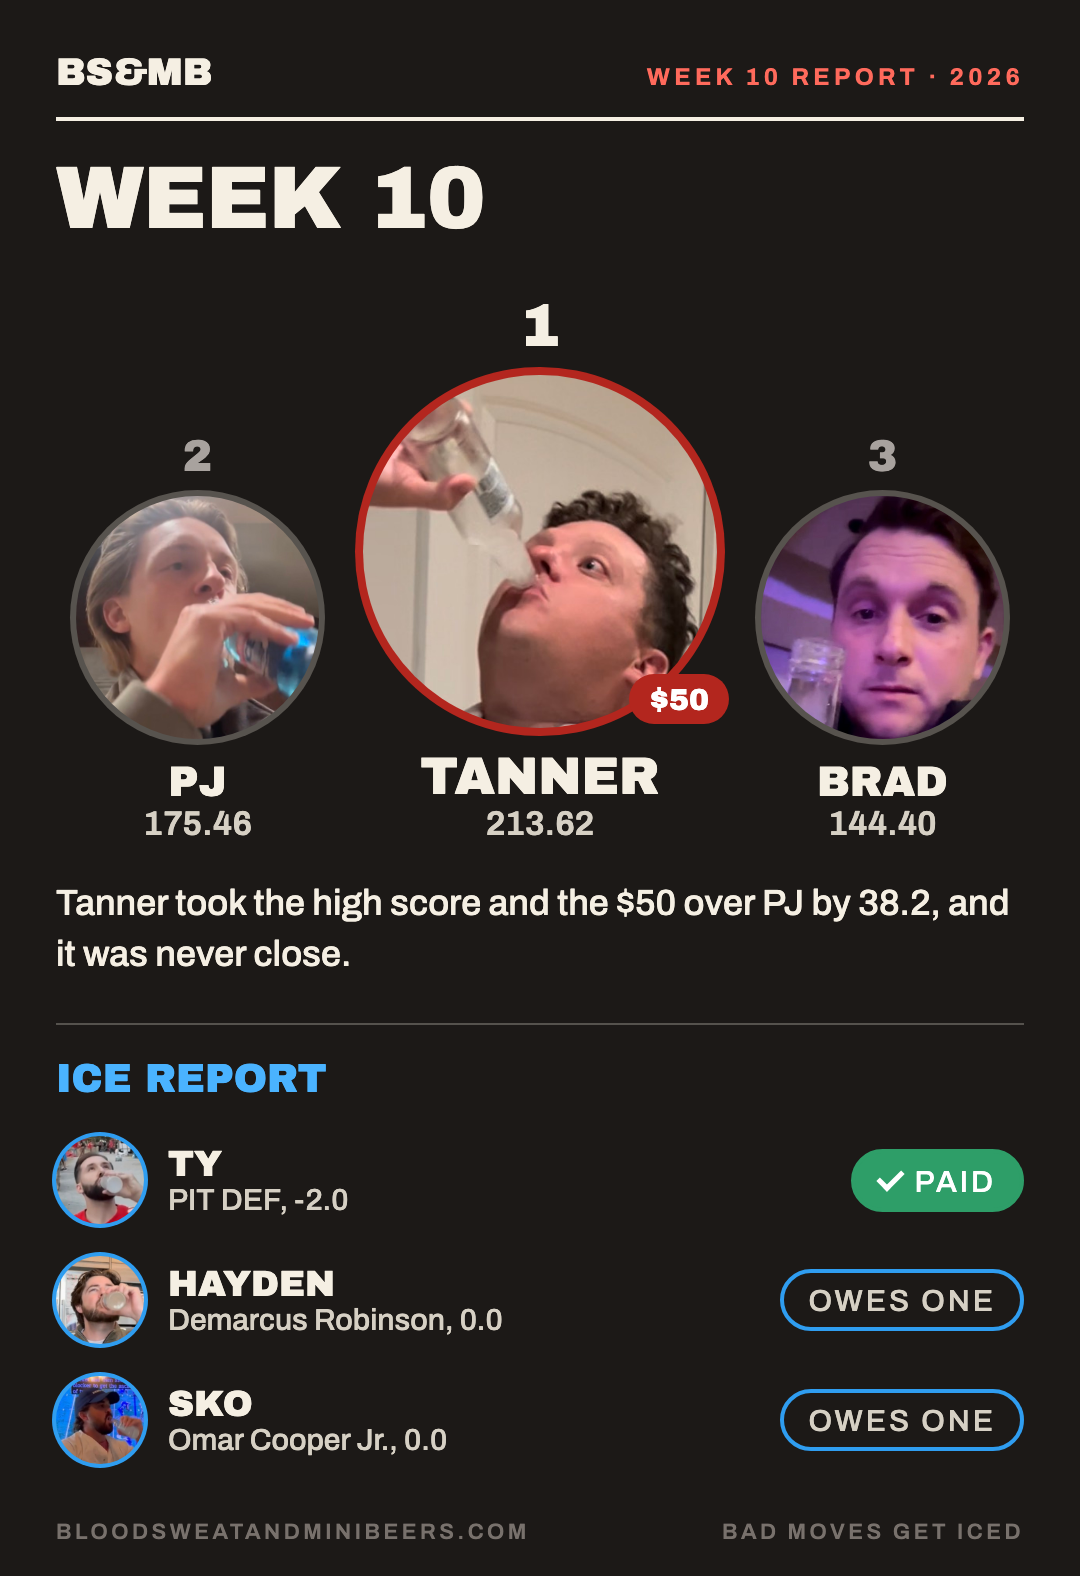 BS&MB
WEEK 10 REPORT · 2026
WEEK 10
1
2
3
$50
PJ
175.46
TANNER
213.62
BRAD
144.40
Tanner took the high score and the $50 over PJ by 38.2, and
it was never close.
ICE REPORT
TY
PIT DEF, -2.0
✓ PAID
HAYDEN
Demarcus Robinson, 0.0
OWES ONE
SKO
Omar Cooper Jr., 0.0
OWES ONE
BLOODSWEATANDMINIBEERS.COM
BAD MOVES GET ICED